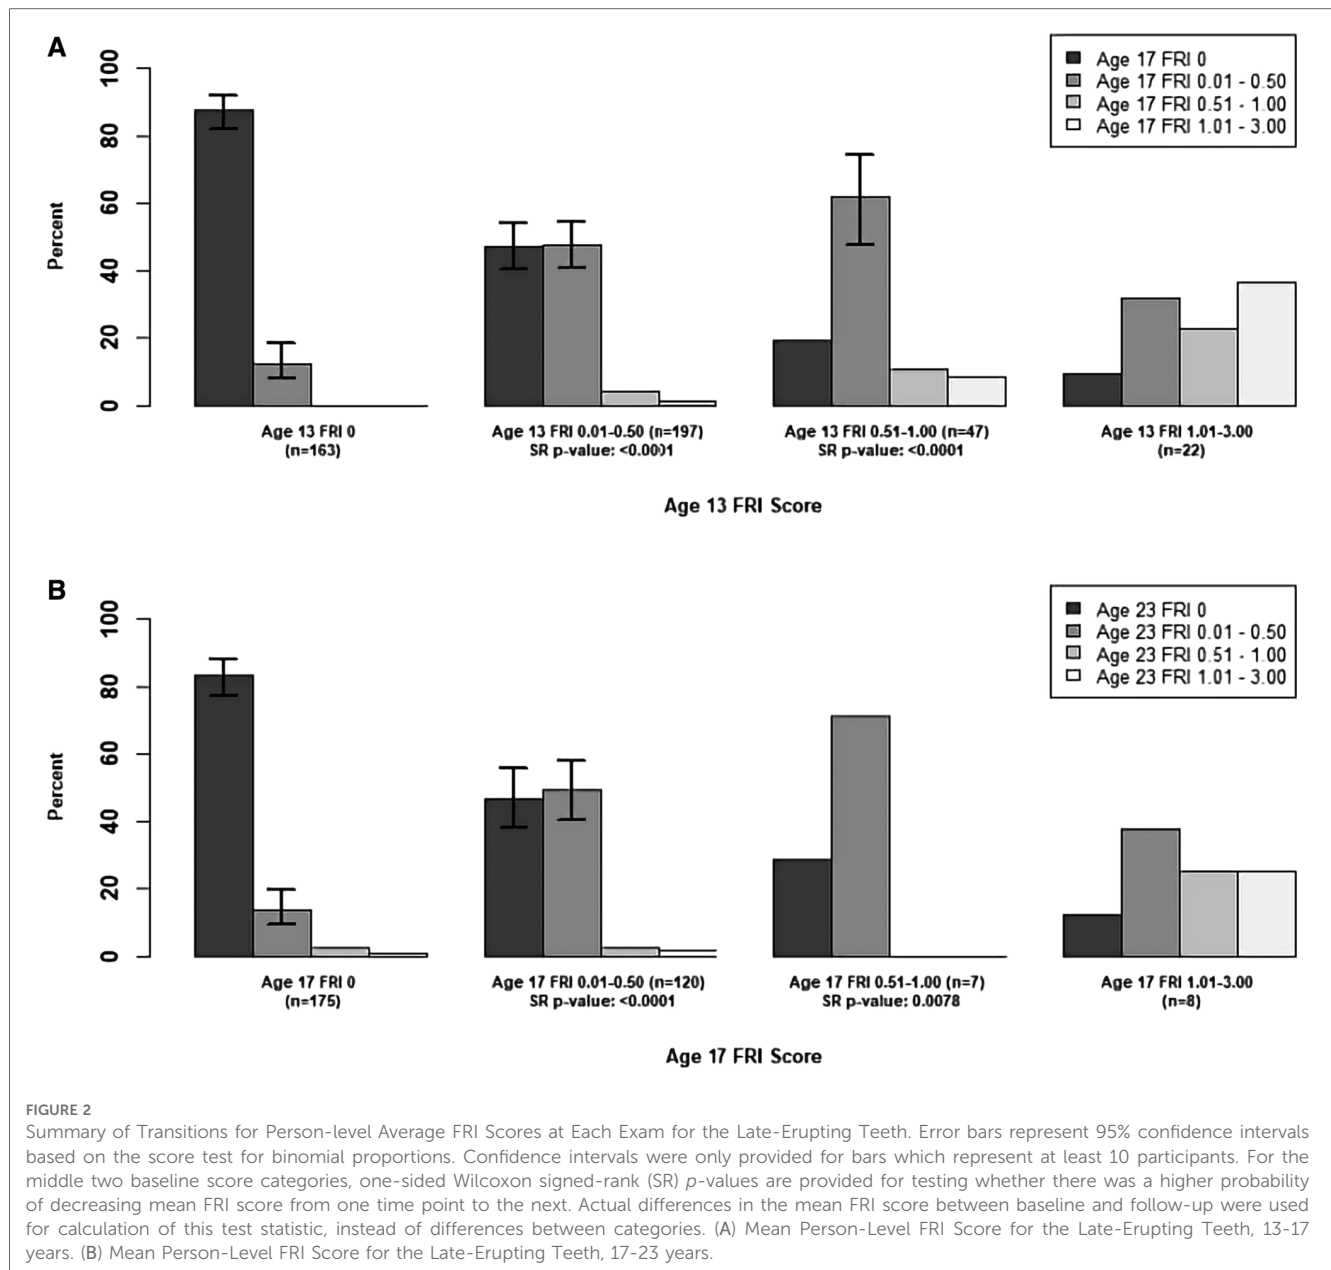 A
100
80
60
40
20
0
Percent
Age 17 FRI 0
Age 17 FRI 0.01 - 0.50
Age 17 FRI 0.51 - 1.00
Age 17 FRI 1.01 - 3.00
Age 13 FRI 0
(n=163)
Age 13 FRI 0.01-0.50 (n=197)
SR p-value: <0.0001
Age 13 FRI 0.51-1.00 (n=47)
SR p-value: <0.0001
Age 13 FRI 1.01-3.00
(n=22)
Age 13 FRI Score
B
100
80
60
40
20
0
Percent
Age 23 FRI 0
Age 23 FRI 0.01 - 0.50
Age 23 FRI 0.51 - 1.00
Age 23 FRI 1.01 - 3.00
Age 17 FRI 0
(n=175)
Age 17 FRI 0.01-0.50 (n=120)
SR p-value: <0.0001
Age 17 FRI 0.51-1.00 (n=7)
SR p-value: 0.0078
Age 17 FRI 1.01-3.00
(n=8)
Age 17 FRI Score
FIGURE 2
Summary of Transitions for Person-level Average FRI Scores at Each Exam for the Late-Erupting Teeth. Error bars represent 95% confidence intervals
based on the score test for binomial proportions. Confidence intervals were only provided for bars which represent at least 10 participants. For the
middle two baseline score categories, one-sided Wilcoxon signed-rank (SR) p-values are provided for testing whether there was a higher probability
of decreasing mean FRI score from one time point to the next. Actual differences in the mean FRI score between baseline and follow-up were used
for calculation of this test statistic, instead of differences between categories. (A) Mean Person-Level FRI Score for the Late-Erupting Teeth, 13-17
years. (B) Mean Person-Level FRI Score for the Late-Erupting Teeth, 17-23 years.